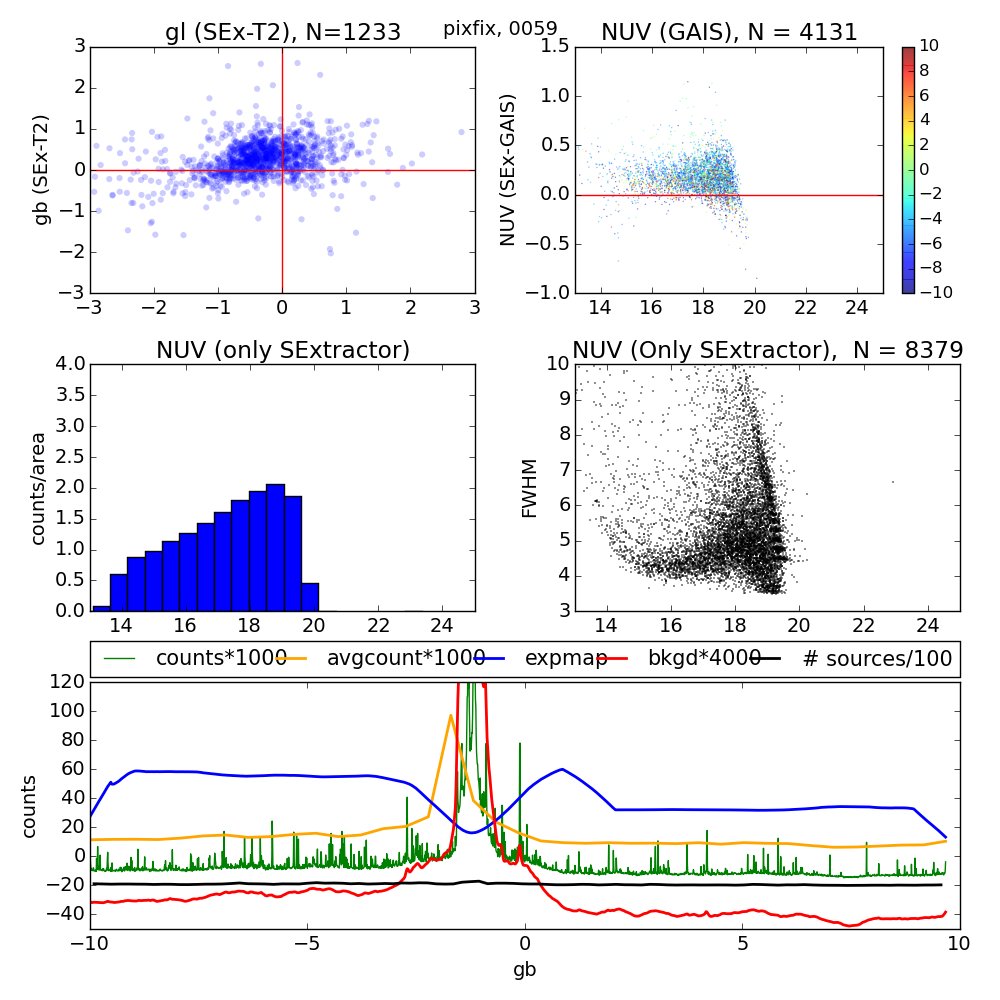 pixfix, 0059
gl (SEx-T2), N=1233
gb (SEx-T2)
3
2
1
0
−1
−2
−3
−3 −2 −1 0 1 2 3
NUV (GAIS), N = 4131
NUV (SEx-GAIS)
1.5
1.0
0.5
0.0
−0.5
−1.0
14 16 18 20 22 24
10
8
6
4
2
0
−2
−4
−6
−8
−10
NUV (only SExtractor)
counts/area
4.0
3.5
3.0
2.5
2.0
1.5
1.0
0.5
0.0
14 16 18 20 22 24
NUV (Only SExtractor), N = 8379
FWHM
10
9
8
7
6
5
4
3
14 16 18 20 22 24
counts*1000 avgcount*1000 expmap bkgd*4000 # sources/100
counts
120
100
80
60
40
20
0
−20
−40
−10 −5 0 5 10
gb